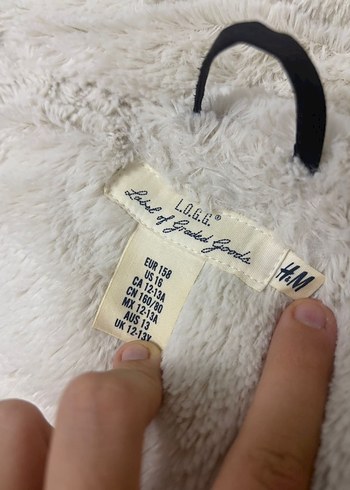 L.O.G.G.®
Label of Graded Goods
H&M
EUR 158
US 16
CA 12-13A
CN 160/80
MX 12-13A
AUS 13
UK 12-13Y